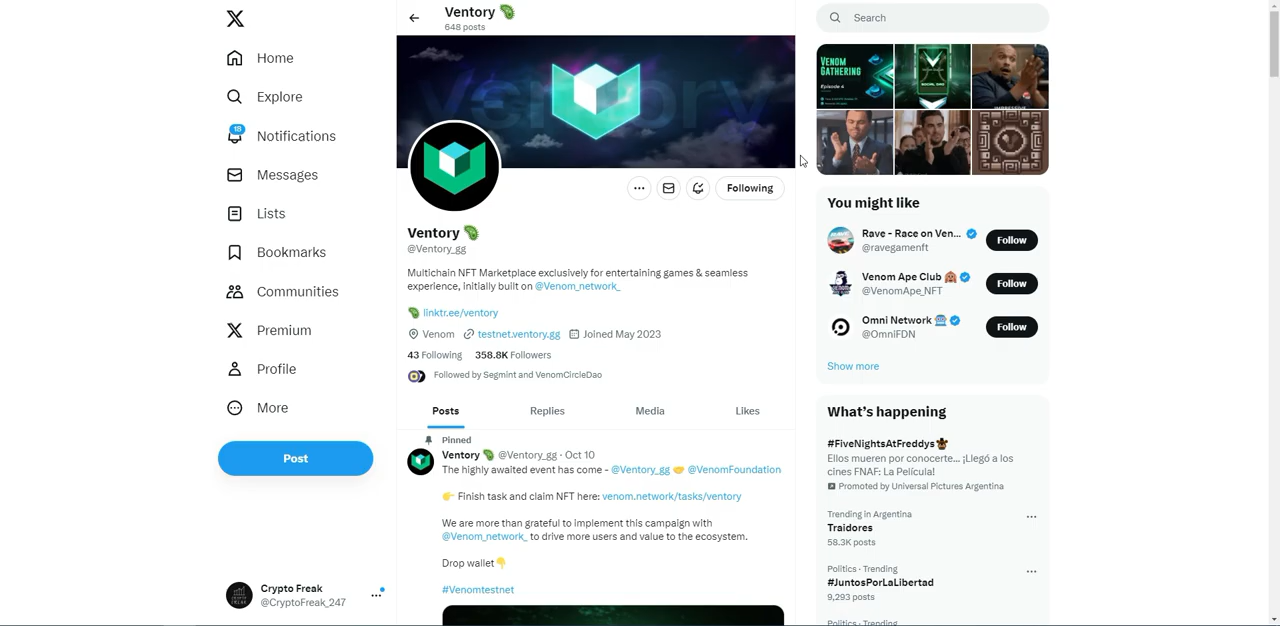 Home
Explore
18
Notifications
Messages
Lists
Bookmarks
Communities
Premium
Profile
More
Post
Crypto Freak
@CryptoFreak_247
Ventory 🦠
648 posts
Following
Ventory 🦠
@Ventory_gg
Multichain NFT Marketplace exclusively for entertaining games & seamless
experience, initially built on @Venom_network_
🦠 linktr.ee/ventory
Venom testnet.ventory.gg Joined May 2023
43 Following 358.8K Followers
Followed by Segmint and VenomCircleDao
Posts Replies Media Likes
Pinned
Ventory 🦠 @Ventory_gg · Oct 10
The highly awaited event has come - @Ventory_gg 🤝 @VenomFoundation
👉 Finish task and claim NFT here: venom.network/tasks/ventory
We are more than grateful to implement this campaign with
@Venom_network_ to drive more users and value to the ecosystem.
Drop wallet👇
#Venomtestnet
Search
VENOM
GATHERING
Episode 4
SOCIAL DAO
You might like
Rave - Race on Ven...
@ravegamenft
Follow
Venom Ape Club
@VenomApe_NFT
Follow
Omni Network
@OmniFDN
Follow
Show more
What's happening
#FiveNightsAtFreddys
Ellos mueren por conocerte... ¡Llegó a los
cines FNAF: La Película!
Promoted by Universal Pictures Argentina
Trending in Argentina
Traidores
58.3K posts
Politics · Trending
#JuntosPorLaLibertad
9,293 posts
Politics · Trending